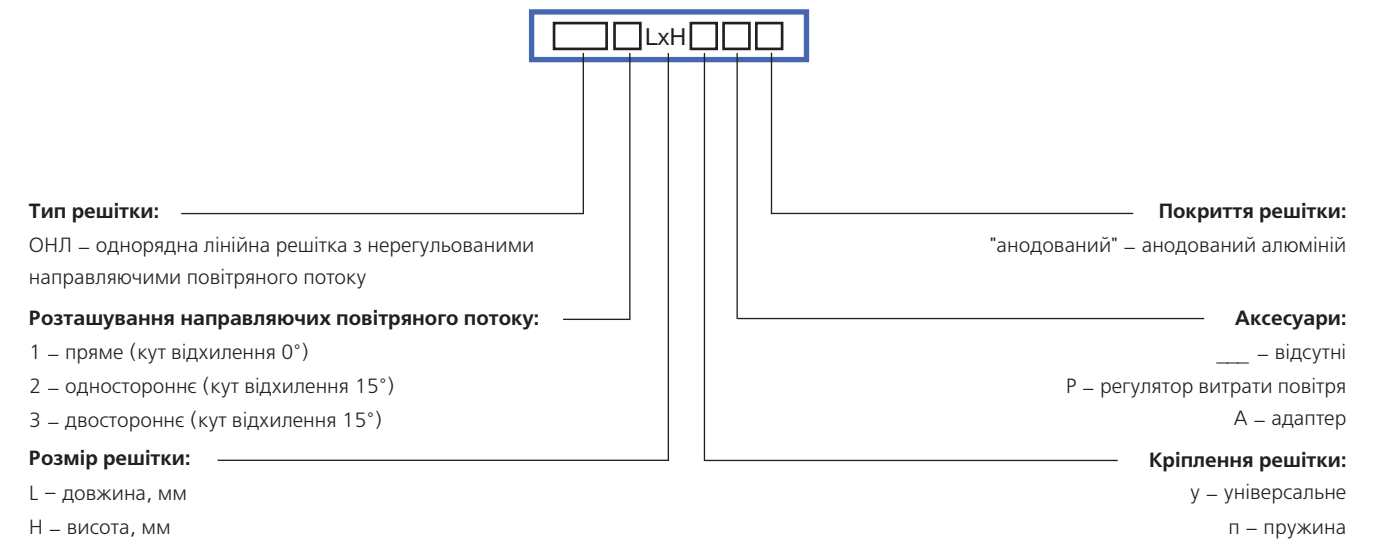 LxH
Тип решітки:
ОНЛ – однорядна лінійна решітка з нерегульованими
направляючими повітряного потоку
Розташування направляючих повітряного потоку:
1 – пряме (кут відхилення 0°)
2 – одностороннє (кут відхилення 15°)
3 – двостороннє (кут відхилення 15°)
Розмір решітки:
L – довжина, мм
H – висота, мм
Покриття решітки:
"анодований" – анодований алюміній
Аксесуари:
___ – відсутні
Р – регулятор витрати повітря
А – адаптер
Кріплення решітки:
у – універсальне
п – пружина